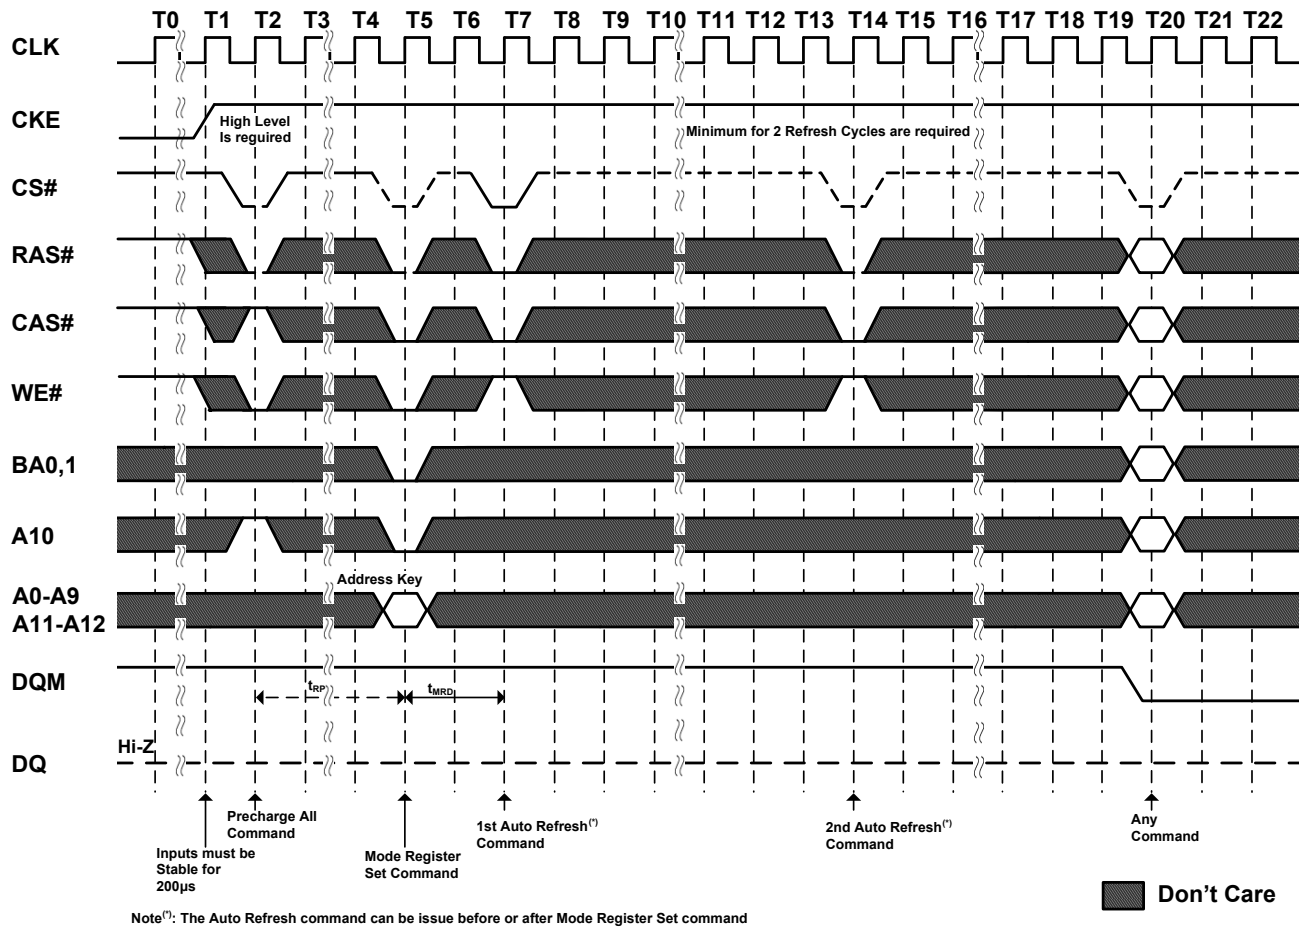 T0 T1 T2 T3 T4 T5 T6 T7 T8 T9 T10 T11 T12 T13 T14 T15 T16 T17 T18 T19 T20 T21 T22
CLK
CKE
High Level
Is reguired
Minimum for 2 Refresh Cycles are required
CS#
RAS#
CAS#
WE#
BA0,1
A10
Address Key
A0-A9
A11-A12
DQM
tRP
tMRD
Hi-Z
DQ
Precharge All
Command
Inputs must be
Stable for
200µs
Mode Register
Set Command
1st Auto Refresh(*)
Command
2nd Auto Refresh(*)
Command
Any
Command
Don't Care
Note(*): The Auto Refresh command can be issue before or after Mode Register Set command